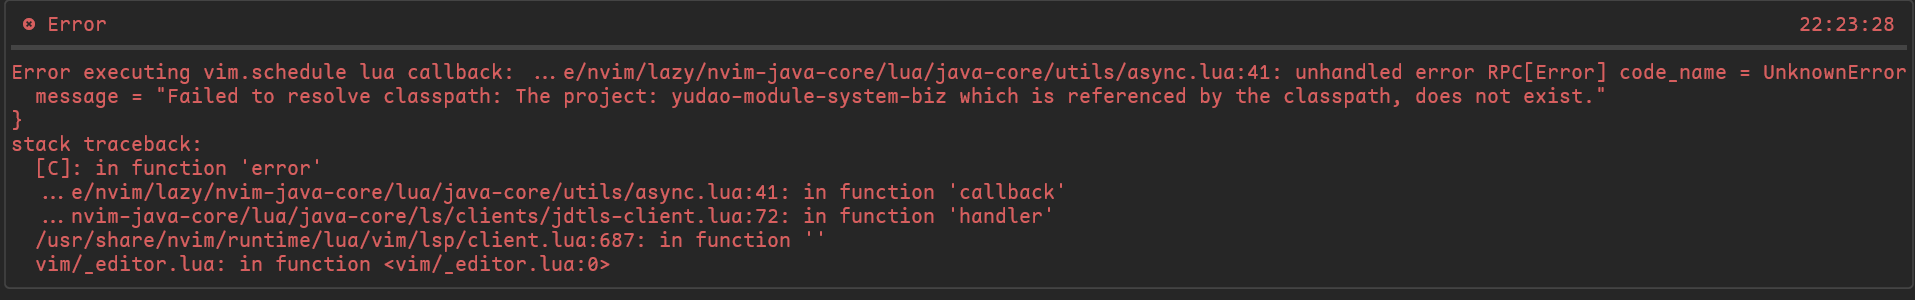 Error 22:23:28
Error executing vim.schedule lua callback: ...e/nvim/lazy/nvim-java-core/lua/java-core/utils/async.lua:41: unhandled error RPC[Error] code_name = UnknownError
message = "Failed to resolve classpath: The project: yudao-module-system-biz which is referenced by the classpath, does not exist."
}
stack traceback:
[C]: in function 'error'
...e/nvim/lazy/nvim-java-core/lua/java-core/utils/async.lua:41: in function 'callback'
...nvim-java-core/lua/java-core/ls/clients/jdtls-client.lua:72: in function 'handler'
/usr/share/nvim/runtime/lua/vim/lsp/client.lua:687: in function ''
vim/_editor.lua: in function <vim/_editor.lua:0>